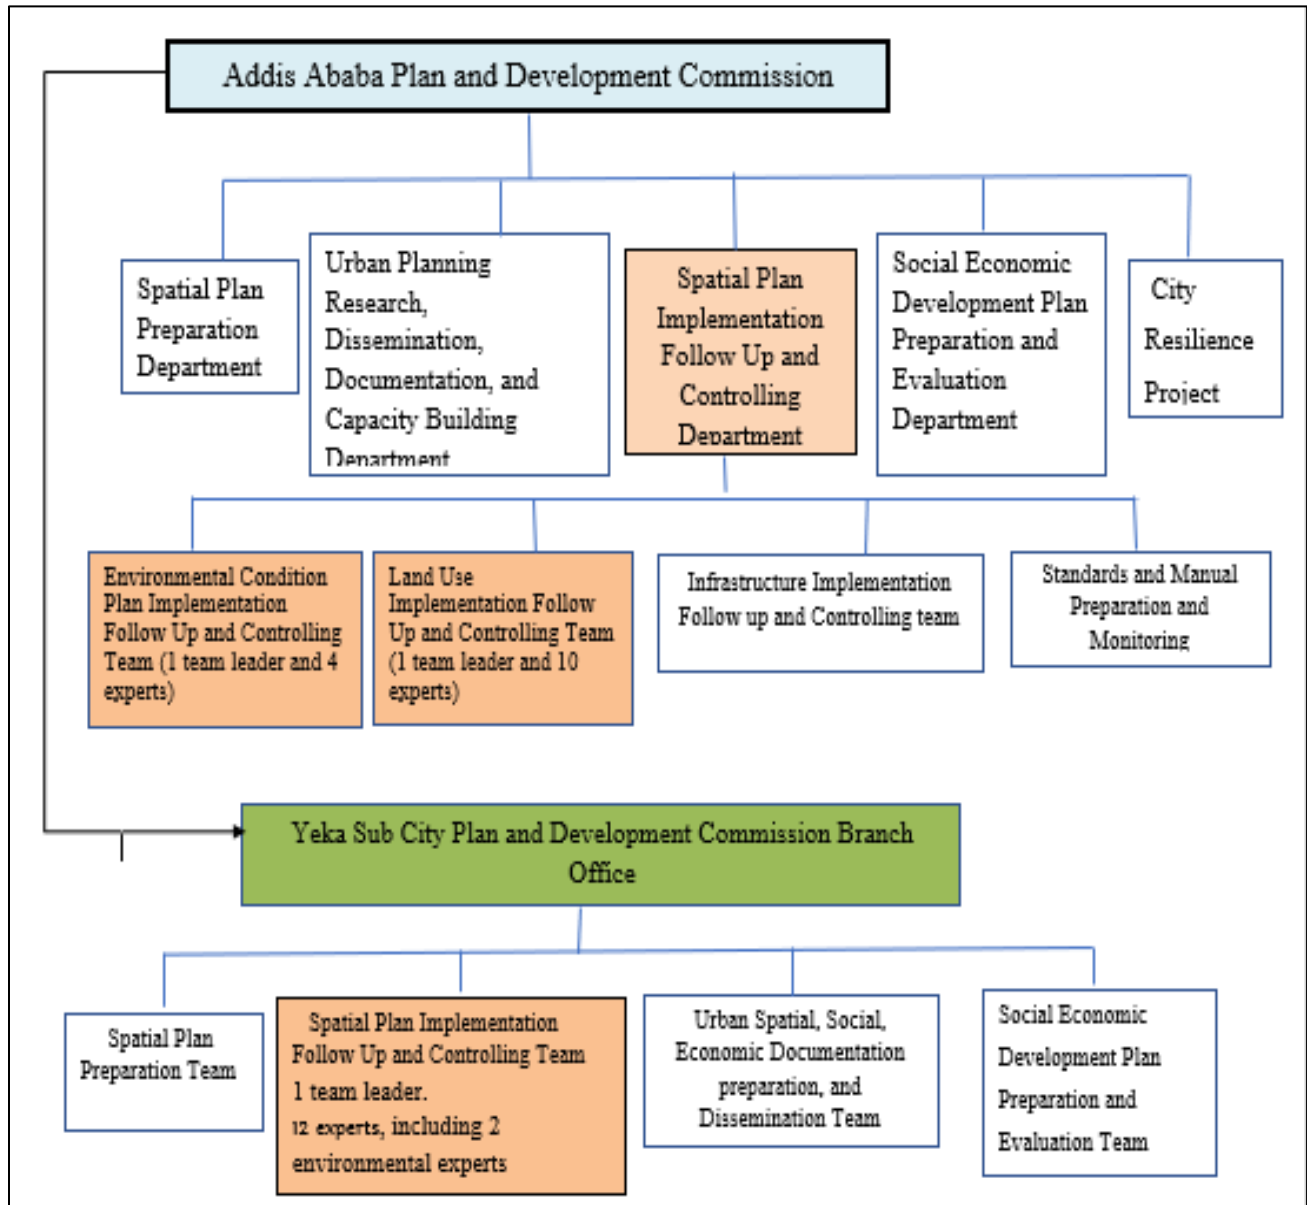 Addis Ababa Plan and Development Commission
Spatial Plan
Preparation
Department
Urban Planning
Research,
Dissemination,
Documentation, and
Capacity Building
Department
Spatial Plan
Implementation
Follow Up and
Controlling
Department
Social Economic
Development Plan
Preparation and
Evaluation
Department
City
Resilience
Project
Environmental Condition
Plan Implementation
Follow Up and Controlling
Team (1 team leader and 4
experts)
Land Use
Implementation Follow
Up and Controlling Team
(1 team leader and 10
experts)
Infrastructure Implementation
Follow up and Controlling team
Standards and Manual
Preparation and
Monitoring
Yeka Sub City Plan and Development Commission Branch
Office
Spatial Plan
Preparation Team
Spatial Plan Implementation
Follow Up and Controlling Team
1 team leader.
12 experts, including 2
environmental experts
Urban Spatial, Social,
Economic Documentation
preparation, and
Dissemination Team
Social Economic
Development Plan
Preparation and
Evaluation Team